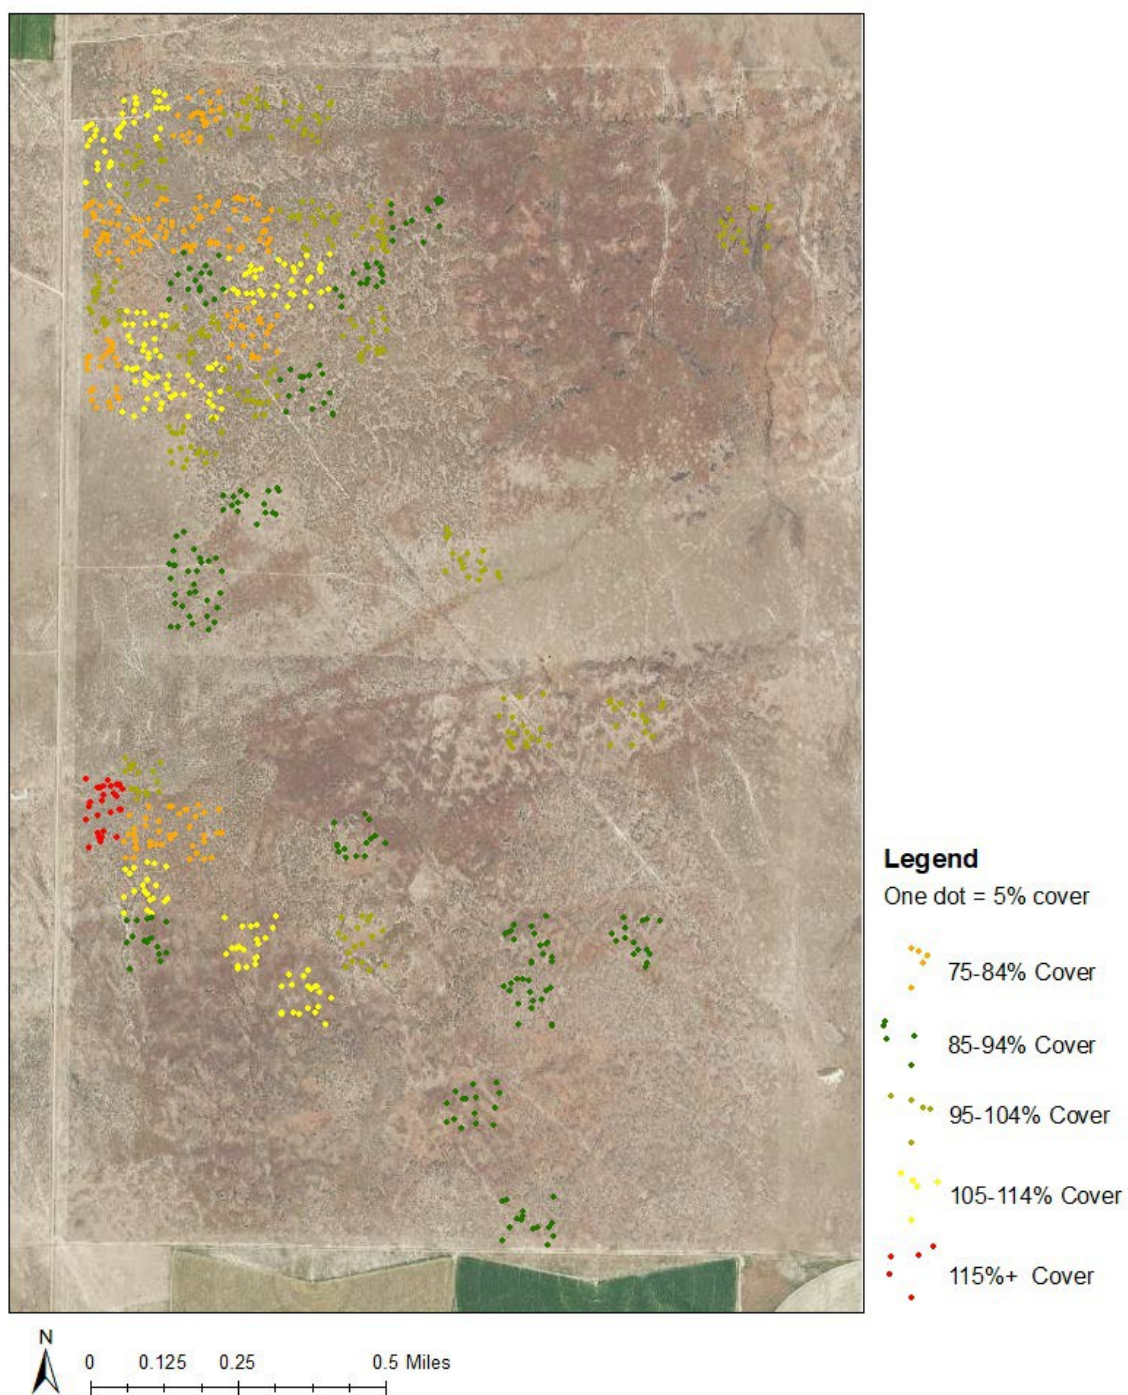 Legend
One dot = 5% cover
75-84% Cover
85-94% Cover
95-104% Cover
105-114% Cover
115%+ Cover
N
0 0.125 0.25 0.5 Miles